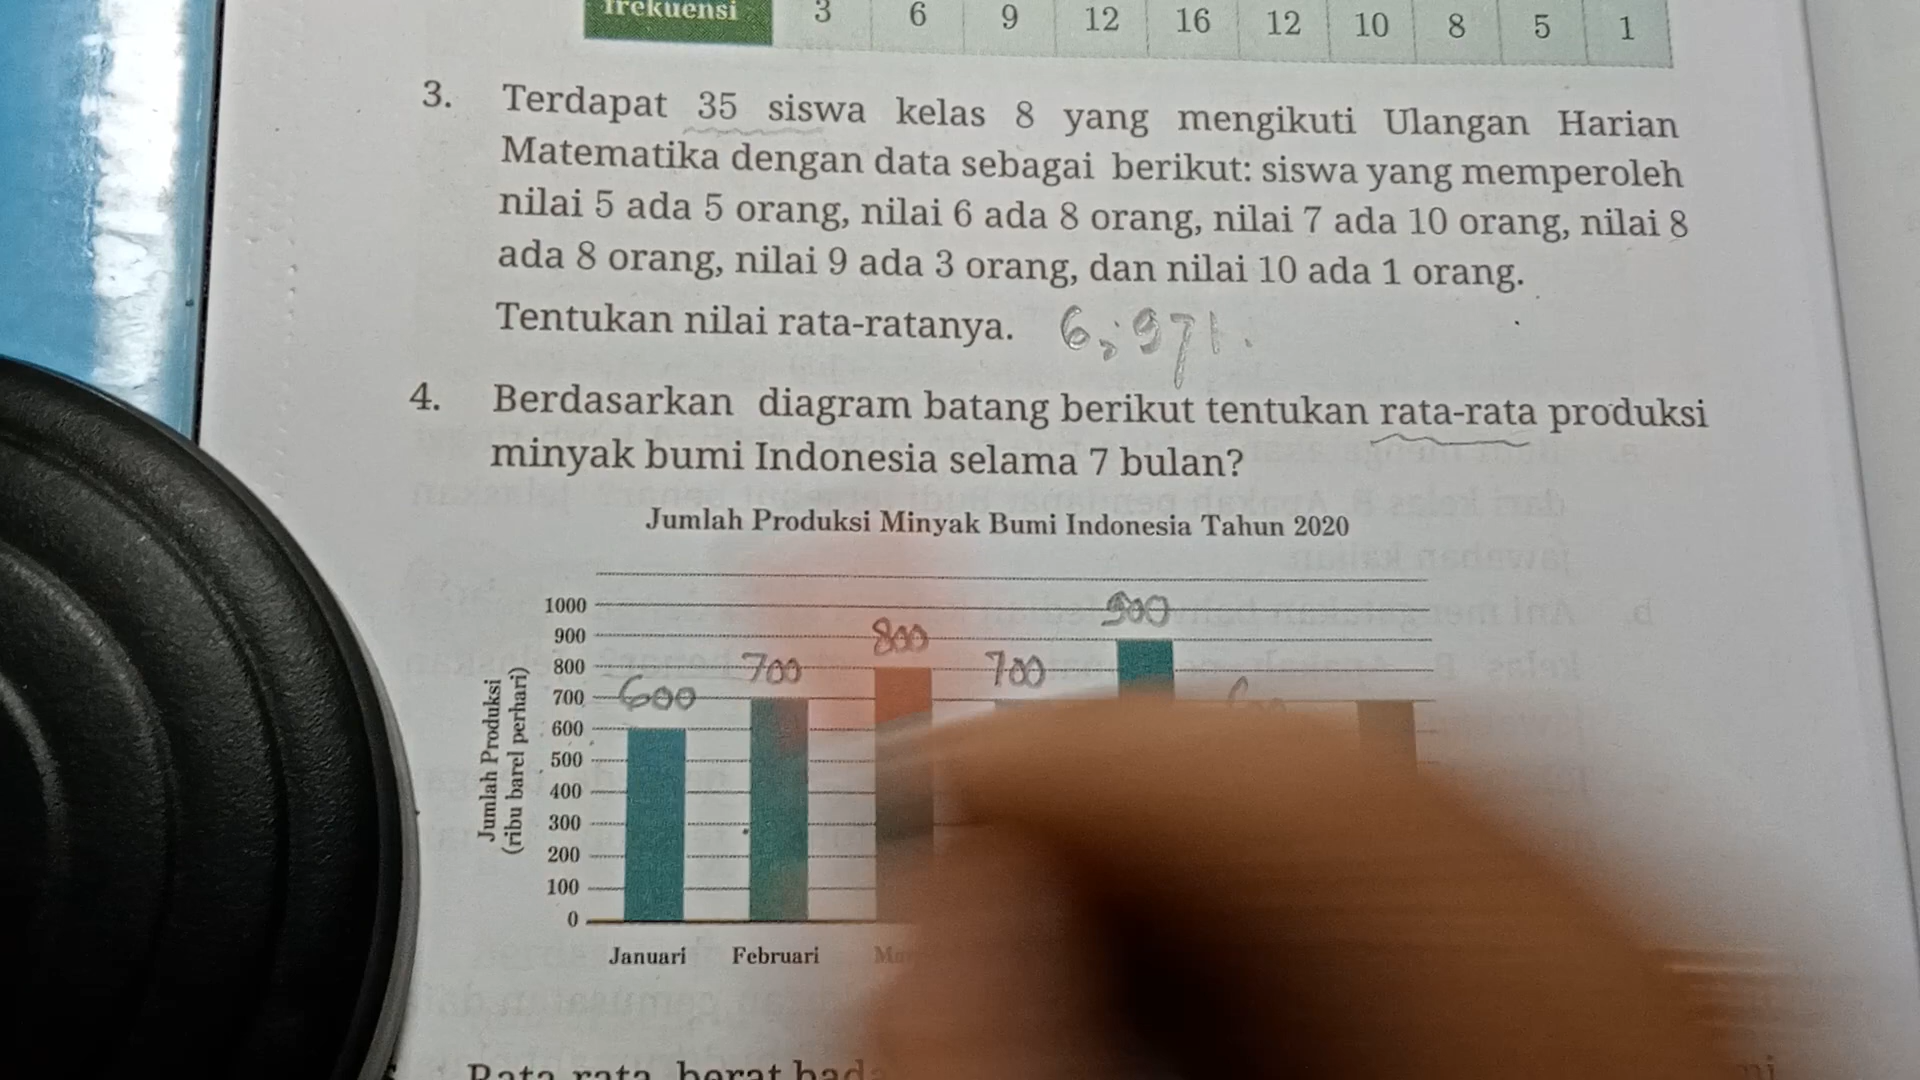 frekuensi 3 6 9 12 16 12 10 8 5 1
3. Terdapat 35 siswa kelas 8 yang mengikuti Ulangan Harian
Matematika dengan data sebagai berikut: siswa yang memperoleh
nilai 5 ada 5 orang, nilai 6 ada 8 orang, nilai 7 ada 10 orang, nilai 8
ada 8 orang, nilai 9 ada 3 orang, dan nilai 10 ada 1 orang.
Tentukan nilai rata-ratanya. 6,971.
4. Berdasarkan diagram batang berikut tentukan rata-rata produksi
minyak bumi Indonesia selama 7 bulan?
Jumlah Produksi Minyak Bumi Indonesia Tahun 2020
Jumlah Produksi
(ribu barel perhari)
1000
900
800
700
600
500
400
300
200
100
0
600
700
800
700
900
Januari Februari
rata berat